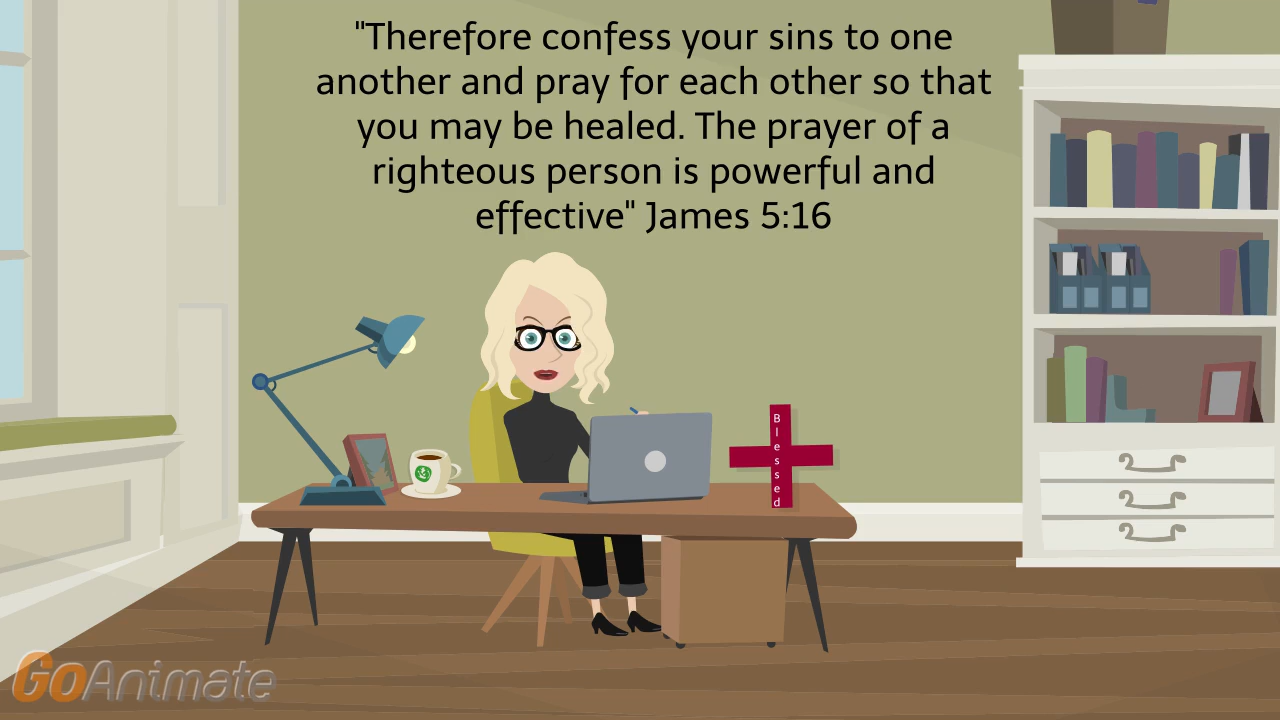 "Therefore confess your sins to one
another and pray for each other so that
you may be healed. The prayer of a
righteous person is powerful and
effective" James 5:16
Blessed
GoAnimate